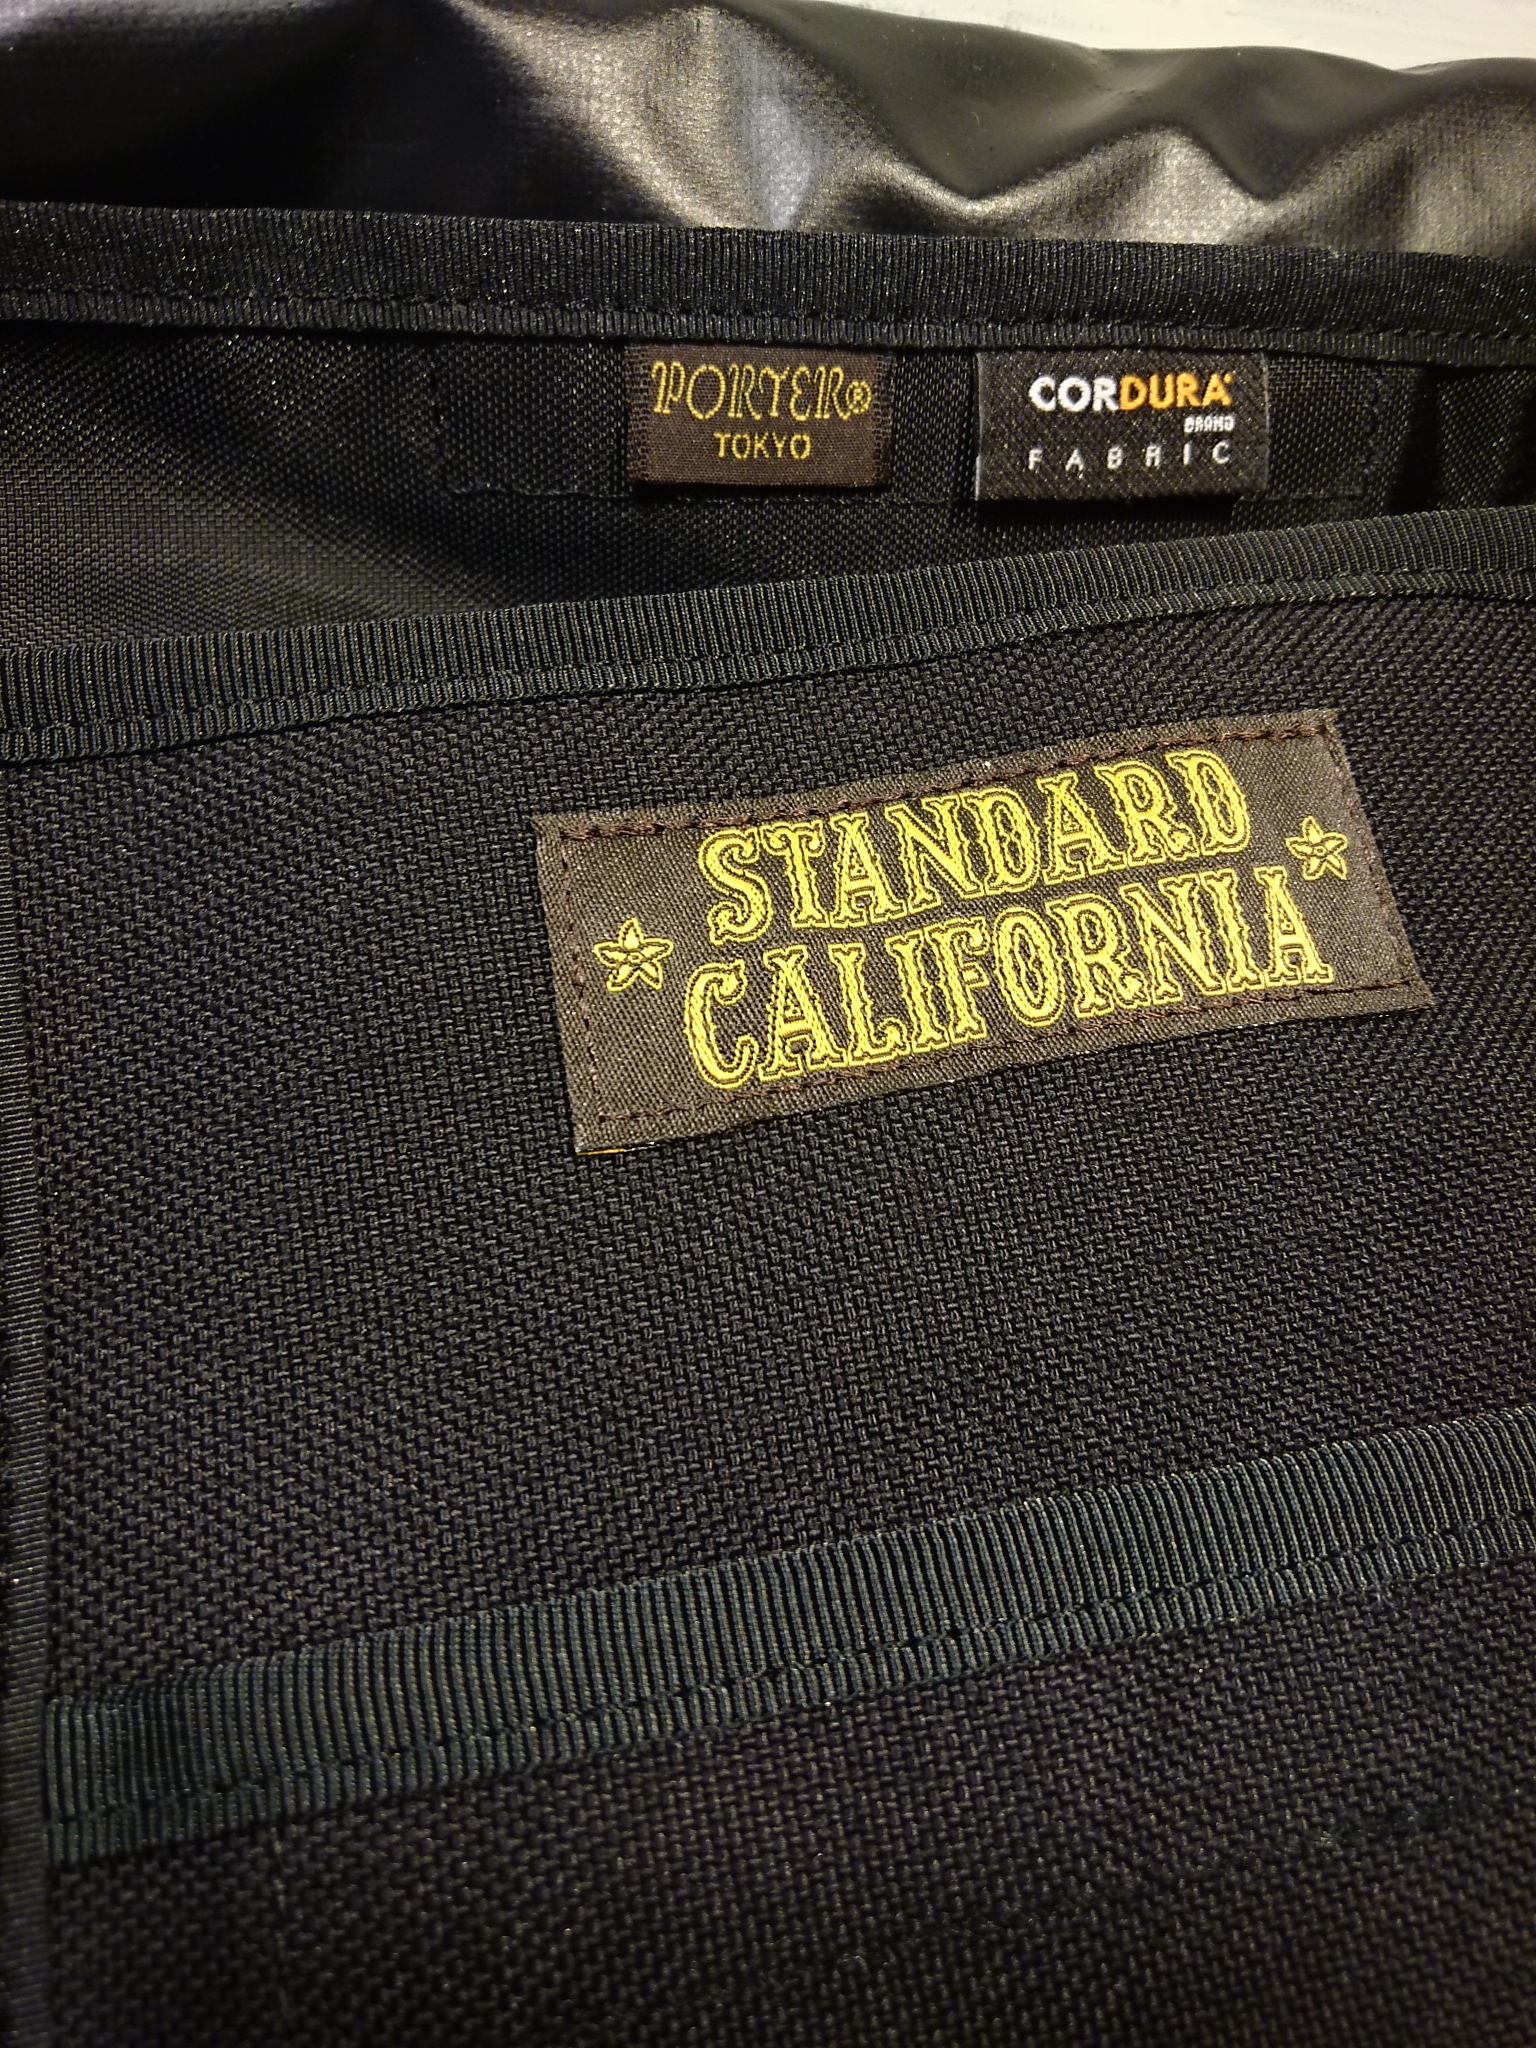 PORTER®
TOKYO
CORDURA®
BRAND
FABRIC
STANDARD
CALIFORNIA